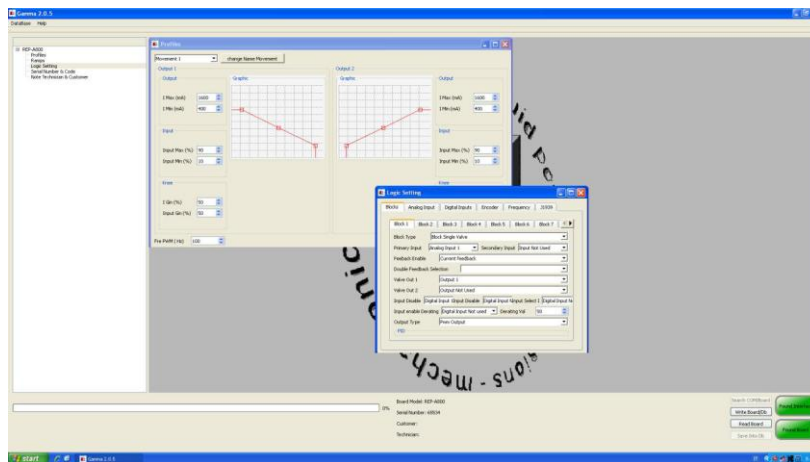 Gamma 2.0.5
DataBase Help
REP-A800
Profiles
Ramps
Logic Setting
Serial Number & Code
Note Technician & Customer
Profiles
Movement 1 change Name Movement
Output 1
Output Graphic
I Max (mA) 1600
I Min (mA) 400
Input
Input Max (%) 90
Input Min (%) 10
Knee
I Gin (%) 50
Input Gin (%) 50
Fre PWM (Hz) 100
Output 2
Graphic Output
I Max (mA) 1600
I Min (mA) 400
Input
Input Max (%) 90
Input Min (%) 10
Knee
Logic Setting
Blocks Analog Input Digital Inputs Encoder Frequency J1939
Block 1 Block 2 Block 3 Block 4 Block 5 Block 6 Block 7
Block Type Block Single Valve
Primary Input Analog Input 1 Secondary Input Input Not Used
Feeback Enable Current Feedback
Double Feedback Selection
Valve Out 1 Output 1
Valve Out 2 Output Not Used
Input Disable Digital Input Input Disable Digital Input Input Select I Digital Input N
Input enable Derating Digital Input Not used Derating Val 50
Output Type Pwm Output
PID
0%
Board Model: REP-A800
Serial Number:
Customer:
Technician:
Write Board/Db
Read Board
Save into Db
Found Board
start
Gamma 2.0.5